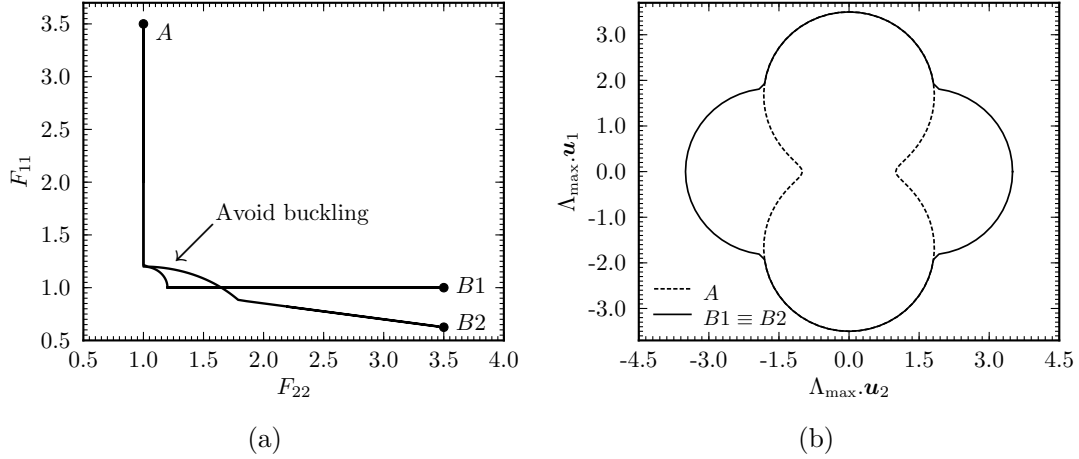 3.5
3.0
2.5
2.0
1.5
1.0
0.5
F11
A
Avoid buckling
B1
B2
0.5 1.0 1.5 2.0 2.5 3.0 3.5 4.0
F22
(a)
3.0
2.0
1.0
0.0
-1.0
-2.0
-3.0
Λmax.u1
A
B1 ≡ B2
-4.5 -3.0 -1.5 0.0 1.5 3.0 4.5
Λmax.u2
(b)